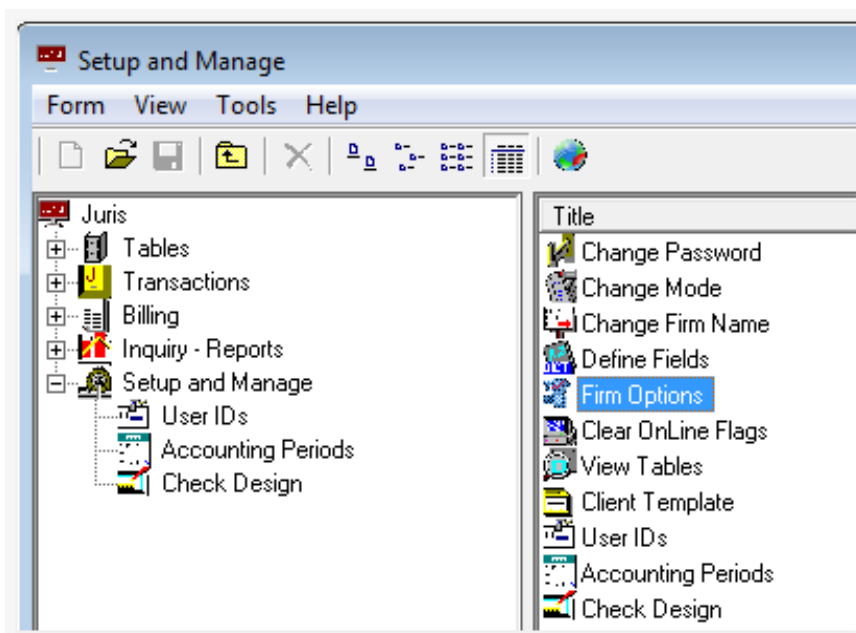 Setup and Manage
Form View Tools Help
Juris
Tables
Transactions
Billing
Inquiry - Reports
Setup and Manage
User IDs
Accounting Periods
Check Design
Title
Change Password
Change Mode
Change Firm Name
Define Fields
Firm Options
Clear OnLine Flags
View Tables
Client Template
User IDs
Accounting Periods
Check Design